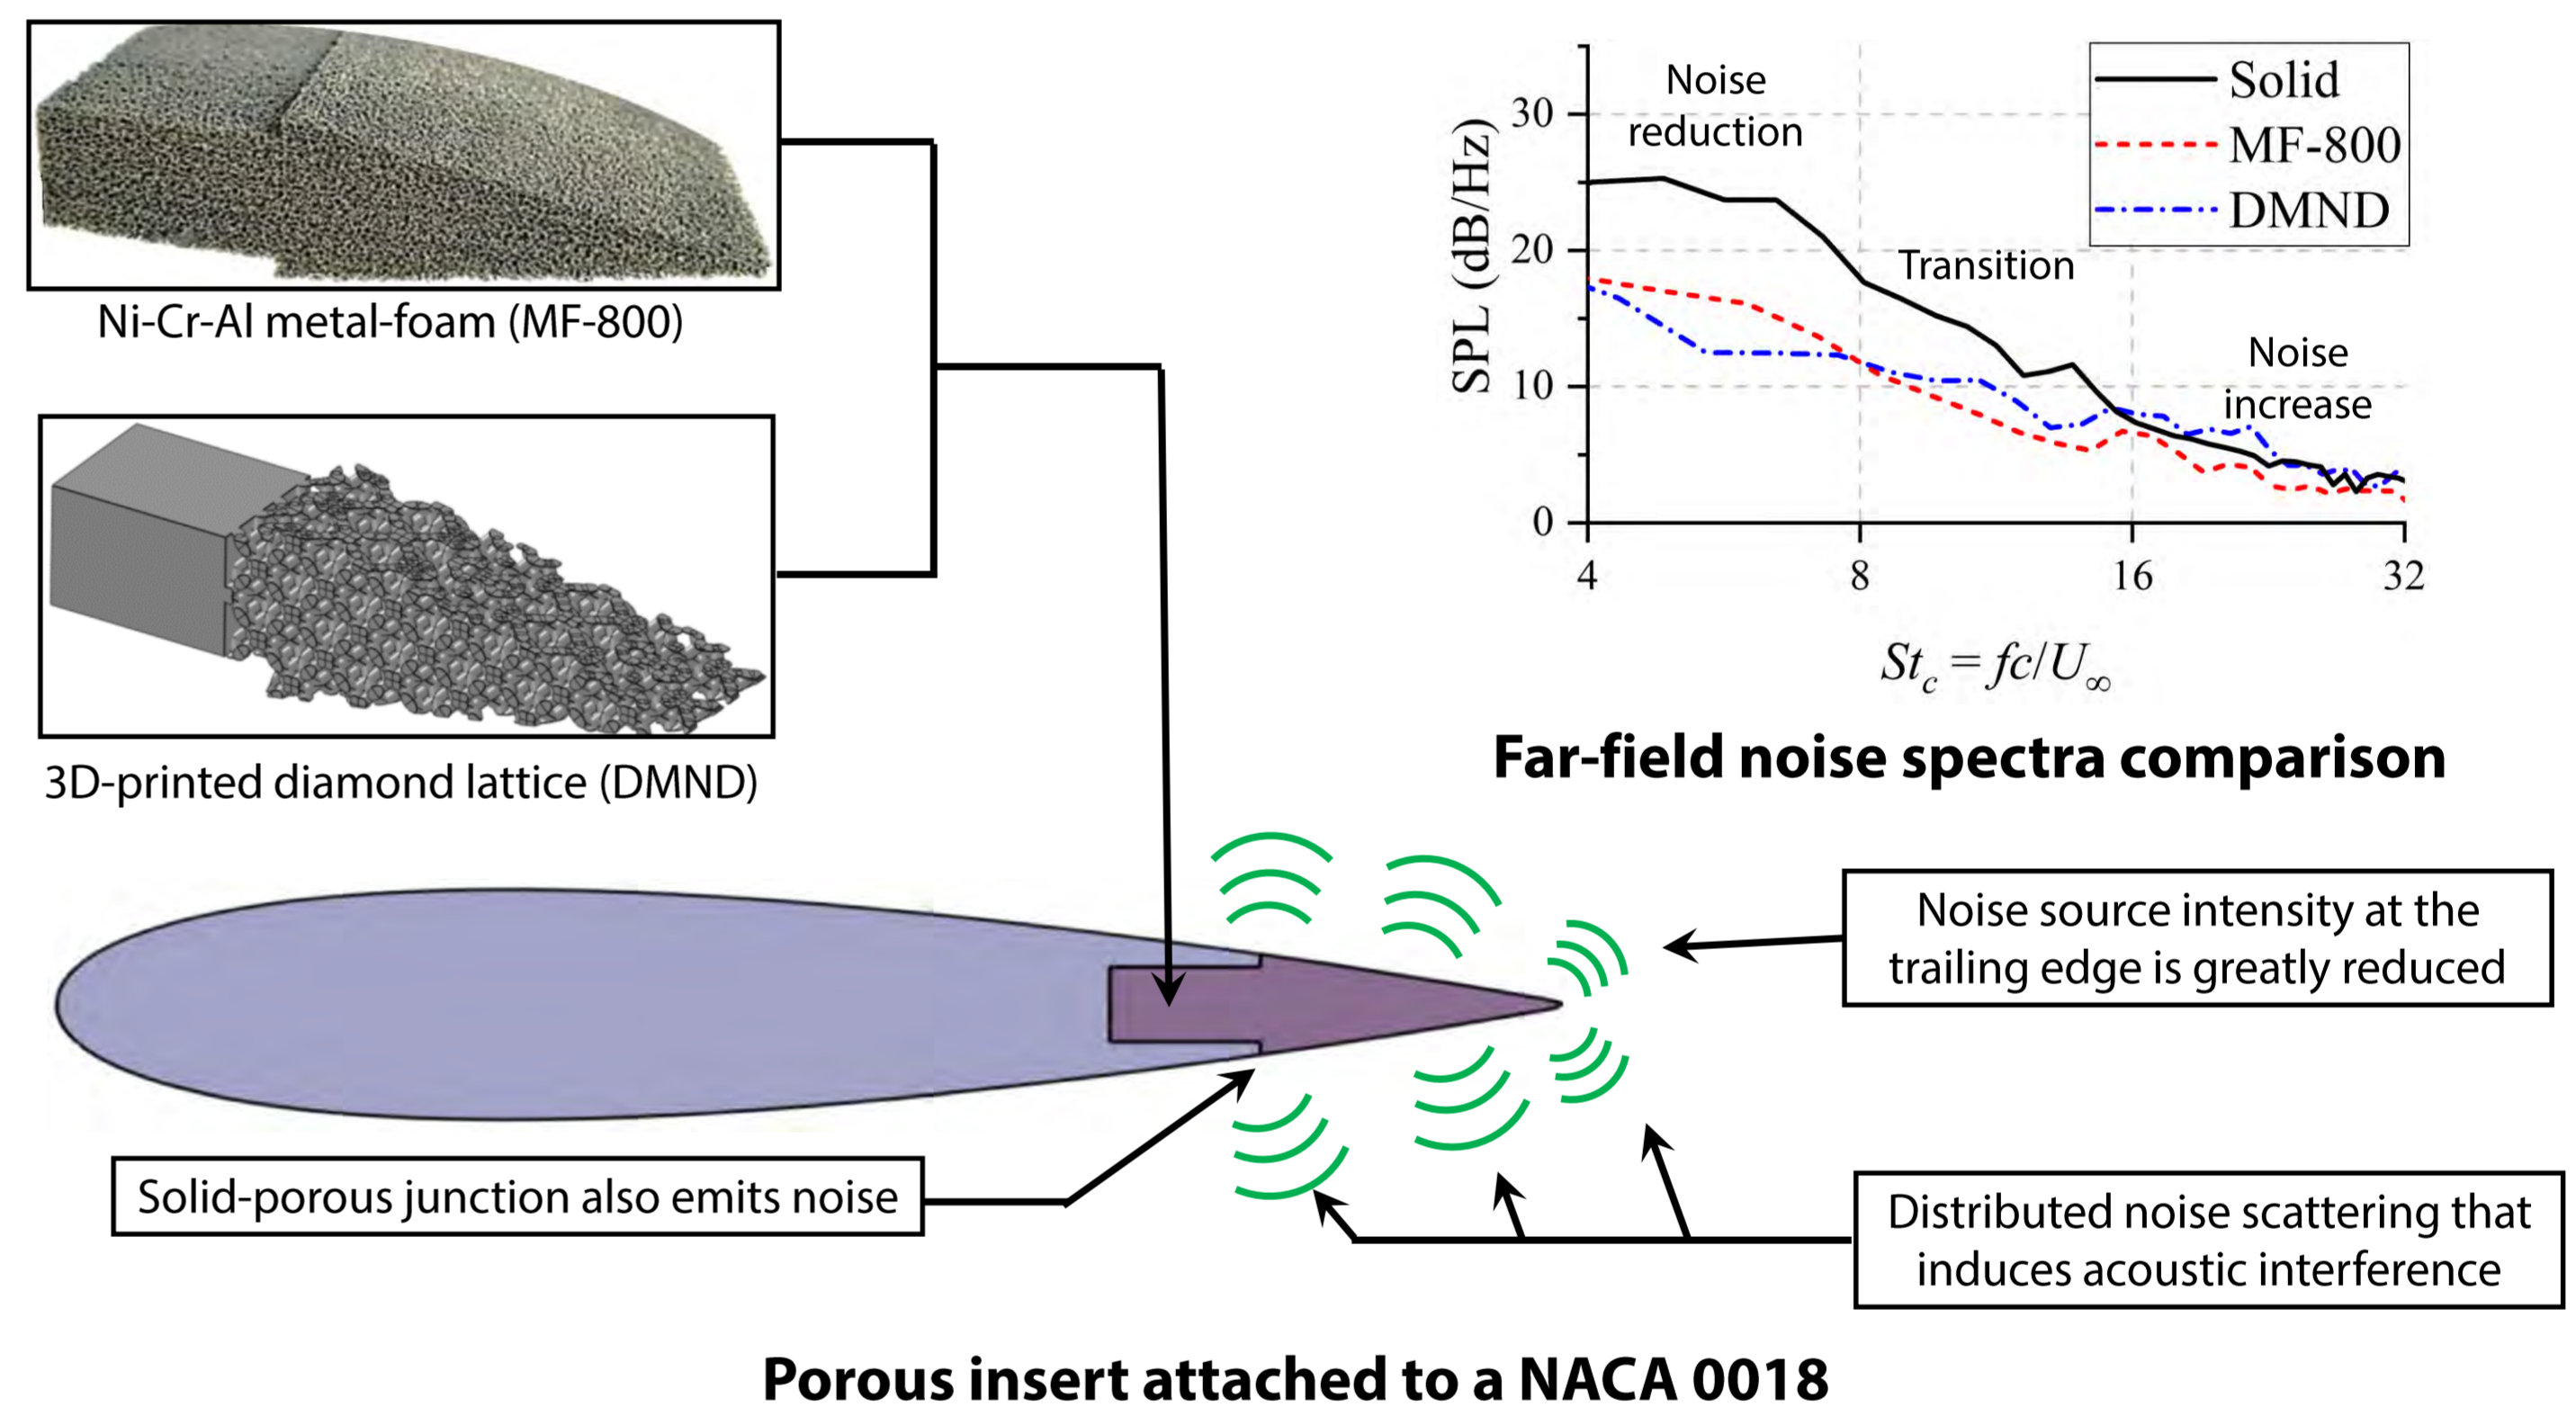 Ni-Cr-Al metal-foam (MF-800)
3D-printed diamond lattice (DMND)
Noise
reduction
Transition
Noise
increase
Solid
MF-800
DMND
SPL (dB/Hz)
30
20
10
0
4
8
16
32
St_c = fc/U_∞
Far-field noise spectra comparison
Noise source intensity at the
trailing edge is greatly reduced
Solid-porous junction also emits noise
Distributed noise scattering that
induces acoustic interference
Porous insert attached to a NACA 0018